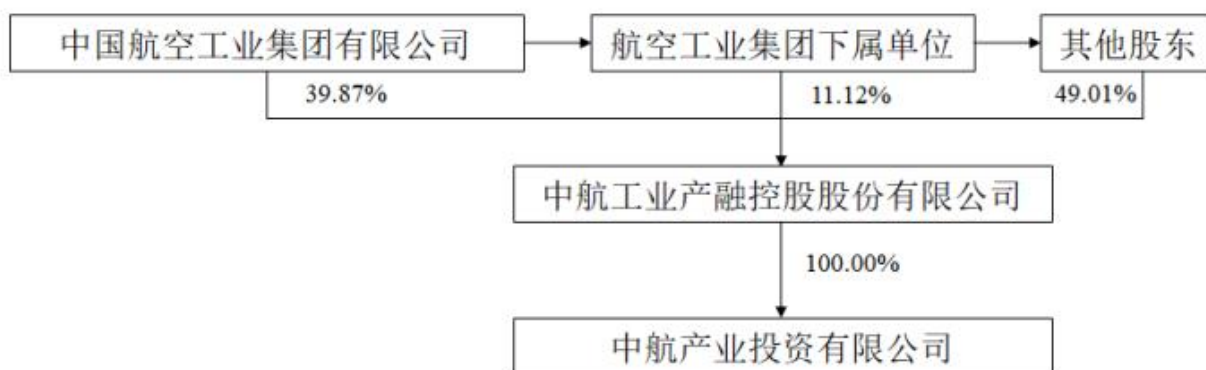 中国航空工业集团有限公司
航空工业集团下属单位
其他股东
39.87%
11.12%
49.01%
中航工业产融控股股份有限公司
100.00%
中航产业投资有限公司